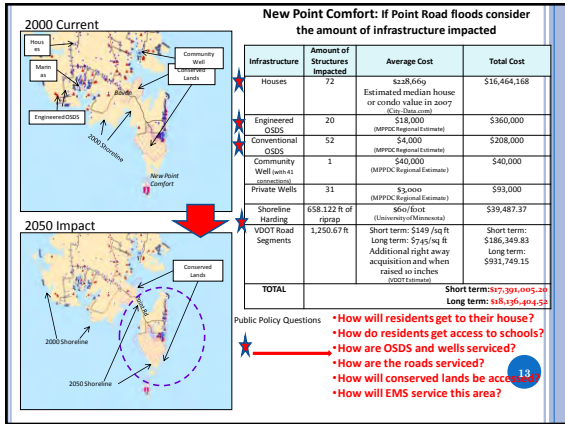 New Point Comfort: If Point Road floods consider
the amount of infrastructure impacted
2000 Current
Hous
es
Marin
as
Community
Well
Conserved
Lands
Engineered OSDS
2000 Shoreline
New Point
Comfort
2050 Impact
Conserved
Lands
Point Rd
2000 Shoreline
2050 Shoreline
Infrastructure
Amount of
Structures
Impacted
Average Cost
Total Cost
Houses
72
$228,669
Estimated median house
or condo value in 2007
(City-Data.com)
$16,464,168
Engineered
OSDS
20
$18,000
(MPPDC Regional Estimate)
$360,000
Conventional
OSDS
52
$4,000
(MPPDC Regional Estimate)
$208,000
Community
Well (with 41
connections)
1
$40,000
(MPPDC Regional Estimate)
$40,000
Private Wells
31
$3,000
(MPPDC Regional Estimate)
$93,000
Shoreline
Harding
658.122 ft of
riprap
$60/foot
(University of Minnesota)
$39,487.37
VDOT Road
Segments
1,250.67 ft
Short term: $149 /sq ft
Long term: $745/sq ft
Additional right away
acquisition and when
raised 10 inches
(VDOT Estimate)
Short term:
$186,349.83
Long term:
$931,749.15
TOTAL
Short term:$17,391,005.20
Long term: $18,136,404.52
Public Policy Questions
•How will residents get to their house?
•How do residents get access to schools?
•How are OSDS and wells serviced?
•How are the roads serviced?
•How will conserved lands be accessed?
•How will EMS service this area?
13